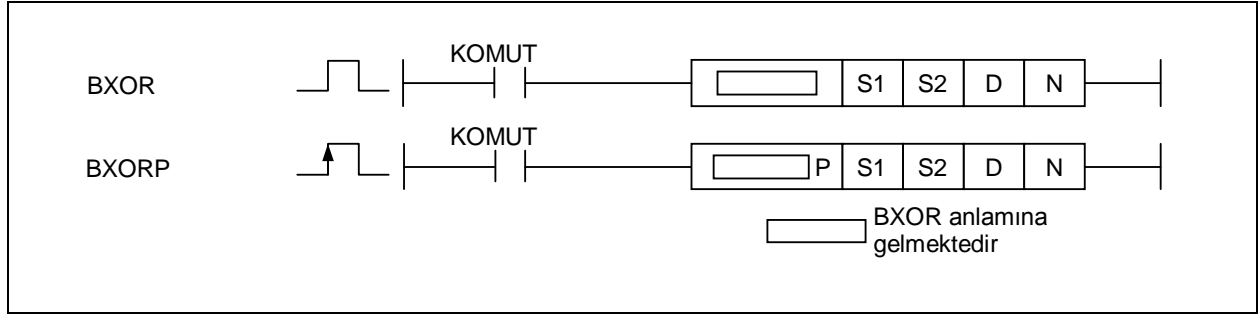 KOMUT
BXOR S1 S2 D N
KOMUT
BXORP P S1 S2 D N
BXOR anlamına
gelmektedir